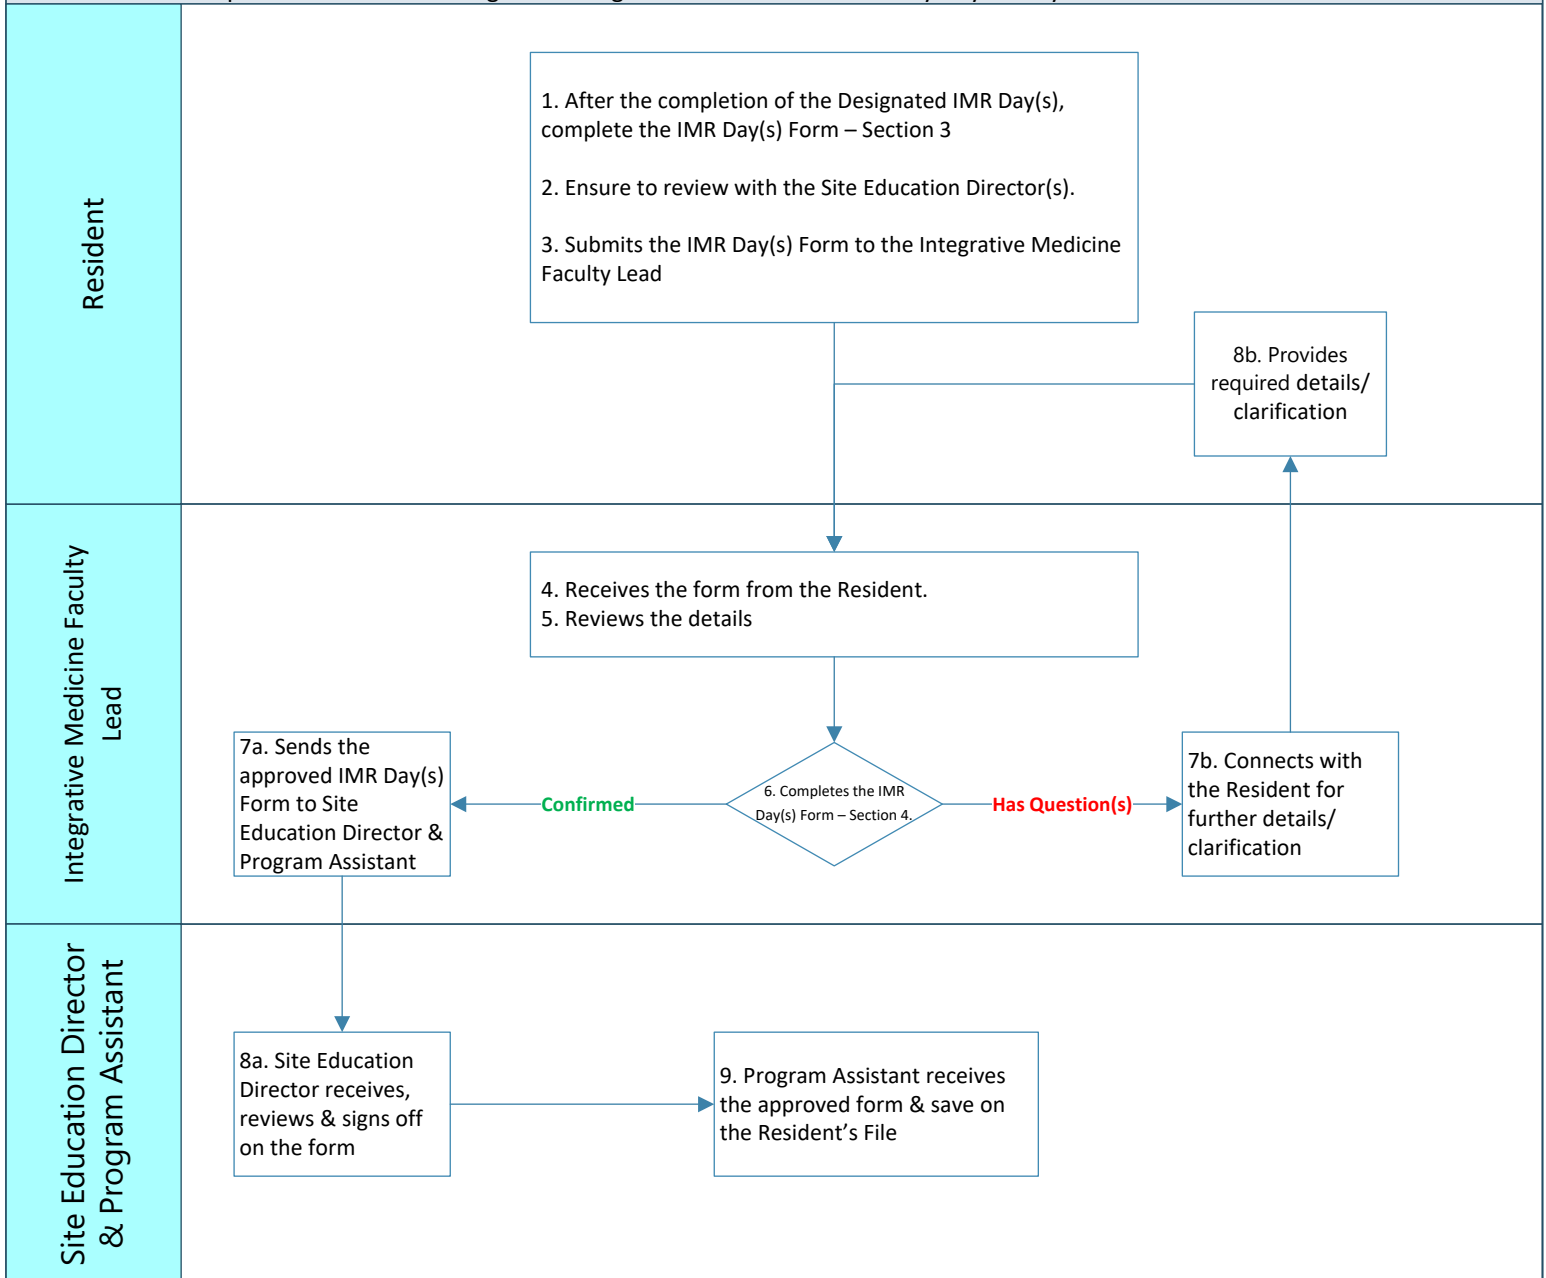 Resident
1. After the completion of the Designated IMR Day(s),
complete the IMR Day(s) Form – Section 3
2. Ensure to review with the Site Education Director(s).
3. Submits the IMR Day(s) Form to the Integrative Medicine
Faculty Lead
8b. Provides
required details/
clarification
Integrative Medicine Faculty
Lead
4. Receives the form from the Resident.
5. Reviews the details
7a. Sends the
approved IMR Day(s)
Form to Site
Education Director &
Program Assistant
Confirmed
6. Completes the IMR
Day(s) Form – Section 4.
Has Question(s)
7b. Connects with
the Resident for
further details/
clarification
Site Education Director
& Program Assistant
8a. Site Education
Director receives,
reviews & signs off
on the form
9. Program Assistant receives
the approved form & save on
the Resident’s File